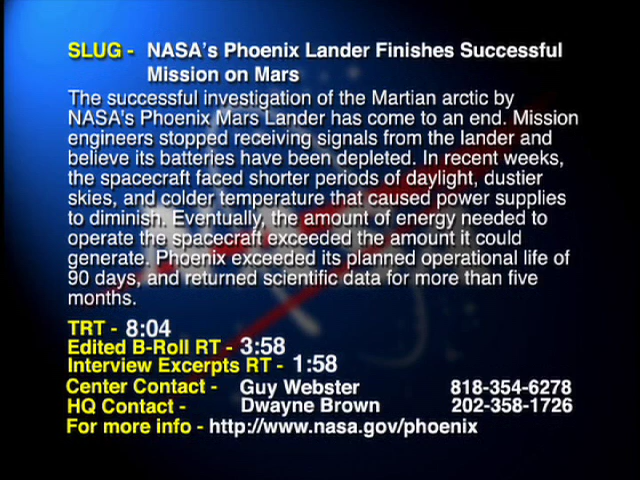 SLUG - NASA's Phoenix Lander Finishes Successful
Mission on Mars
The successful investigation of the Martian arctic by
NASA's Phoenix Mars Lander has come to an end. Mission
engineers stopped receiving signals from the lander and
believe its batteries have been depleted. In recent weeks,
the spacecraft faced shorter periods of daylight, dustier
skies, and colder temperature that caused power supplies
to diminish. Eventually, the amount of energy needed to
operate the spacecraft exceeded the amount it could
generate. Phoenix exceeded its planned operational life of
90 days, and returned scientific data for more than five
months.
TRT - 8:04
Edited B-Roll RT - 3:58
Interview Excerpts RT - 1:58
Center Contact - Guy Webster 818-354-6278
HQ Contact - Dwayne Brown 202-358-1726
For more info - http://www.nasa.gov/phoenix